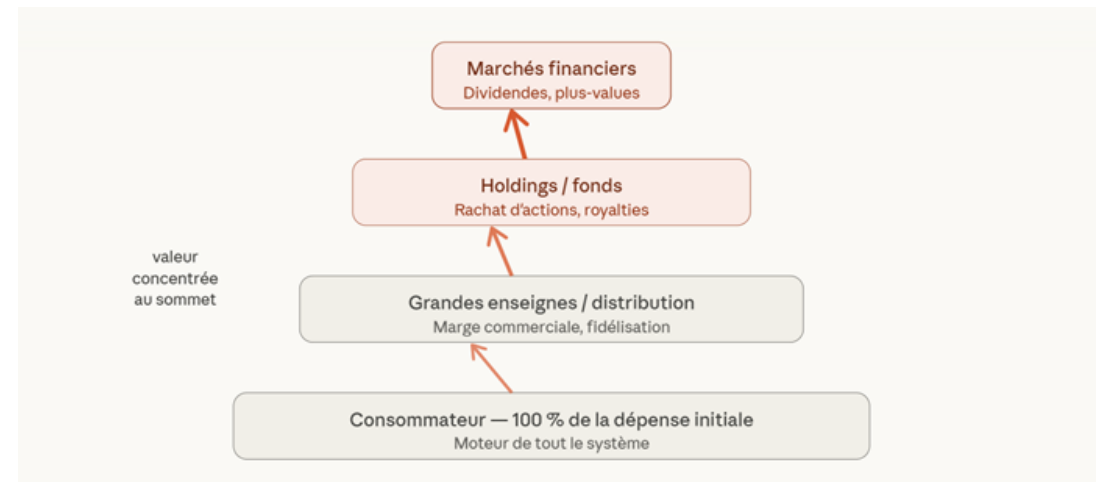 Marchés financiers
Dividendes, plus-values
Holdings / fonds
Rachat d'actions, royalties
valeur
concentrée
au sommet
Grandes enseignes / distribution
Marge commerciale, fidélisation
Consommateur — 100 % de la dépense initiale
Moteur de tout le système